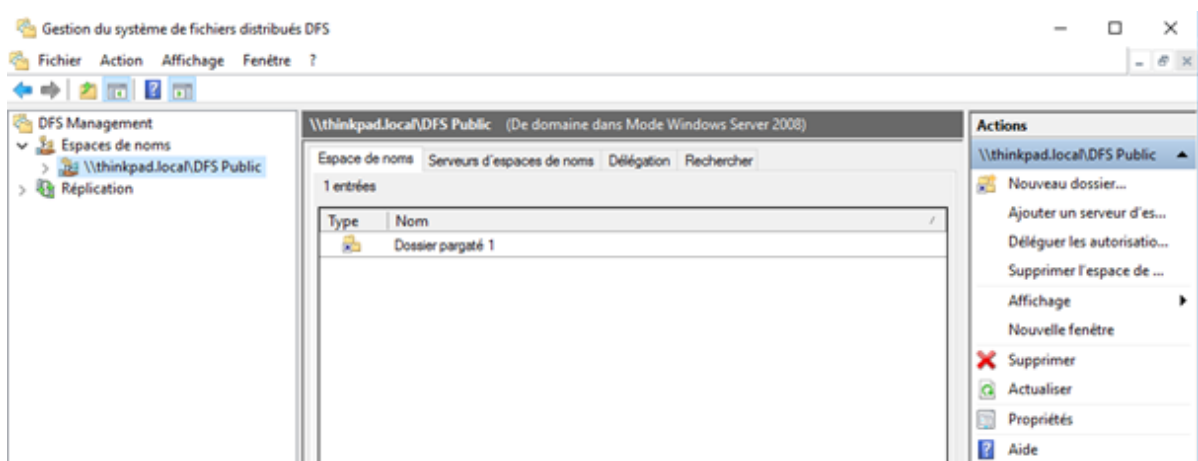 Gestion du système de fichiers distribués DFS
Fichier Action Affichage Fenêtre ?
DFS Management
Espaces de noms
\\thinkpad.local\DFS Public
Réplication
\\thinkpad.local\DFS Public (De domaine dans Mode Windows Server 2008)
Espace de noms Serveurs d'espaces de noms Délégation Rechercher
1 entrées
Type Nom
Dossier pargaté 1
Actions
\\thinkpad.local\DFS Public
Nouveau dossier...
Ajouter un serveur d'es...
Déléguer les autorisatio...
Supprimer l'espace de ...
Affichage
Nouvelle fenêtre
Supprimer
Actualiser
Propriétés
Aide